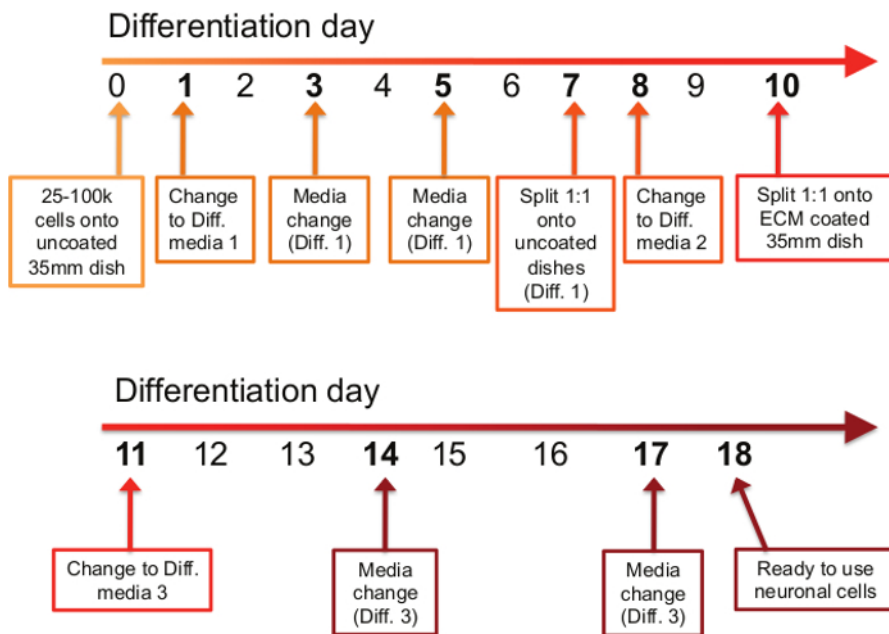 Differentiation day
0 1 2 3 4 5 6 7 8 9 10
25-100k
cells onto
uncoated
35mm dish
Change
to Diff.
media 1
Media
change
(Diff. 1)
Media
change
(Diff. 1)
Split 1:1
onto
uncoated
dishes
(Diff. 1)
Change
to Diff.
media 2
Split 1:1 onto
ECM coated
35mm dish
Differentiation day
11 12 13 14 15 16 17 18
Change to Diff.
media 3
Media
change
(Diff. 3)
Media
change
(Diff. 3)
Ready to use
neuronal cells